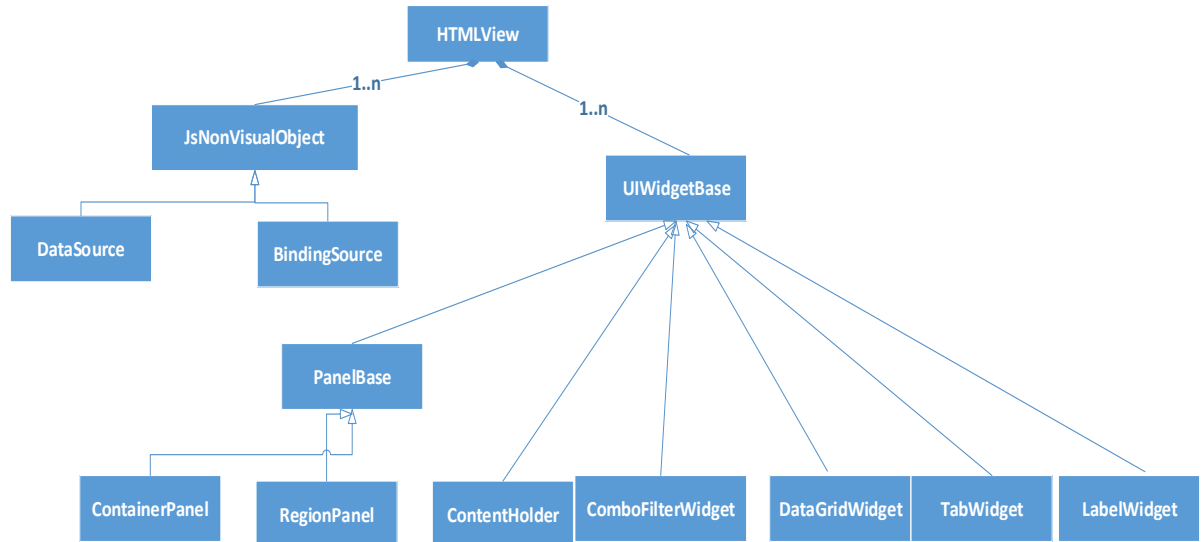 HTMLView
1..n
1..n
JsNonVisualObject
UIWidgetBase
DataSource
BindingSource
PanelBase
ContainerPanel
RegionPanel
ContentHolder
ComboFilterWidget
DataGridWidget
TabWidget
LabelWidget